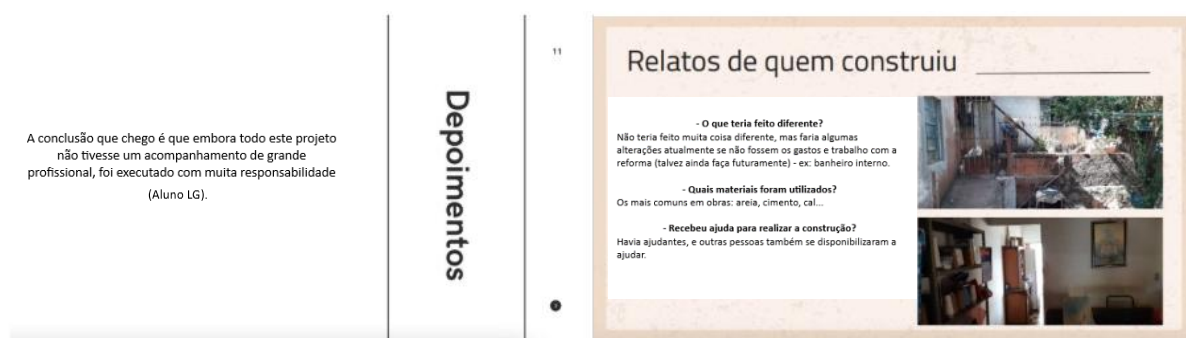 A conclusão que chego é que embora todo este projeto
não tivesse um acompanhamento de grande
profissional, foi executado com muita responsabilidade
(Aluno LG).
Depoimentos
11
Relatos de quem construiu
- O que teria feito diferente?
Não teria feito muita coisa diferente, mas faria algumas
alterações atualmente se não fossem os gastos e trabalho com a
reforma (talvez ainda faça futuramente) - ex: banheiro interno.
- Quais materiais foram utilizados?
Os mais comuns em obras: areia, cimento, cal...
- Recebeu ajuda para realizar a construção?
Havia ajudantes, e outras pessoas também se disponibilizaram a
ajudar.